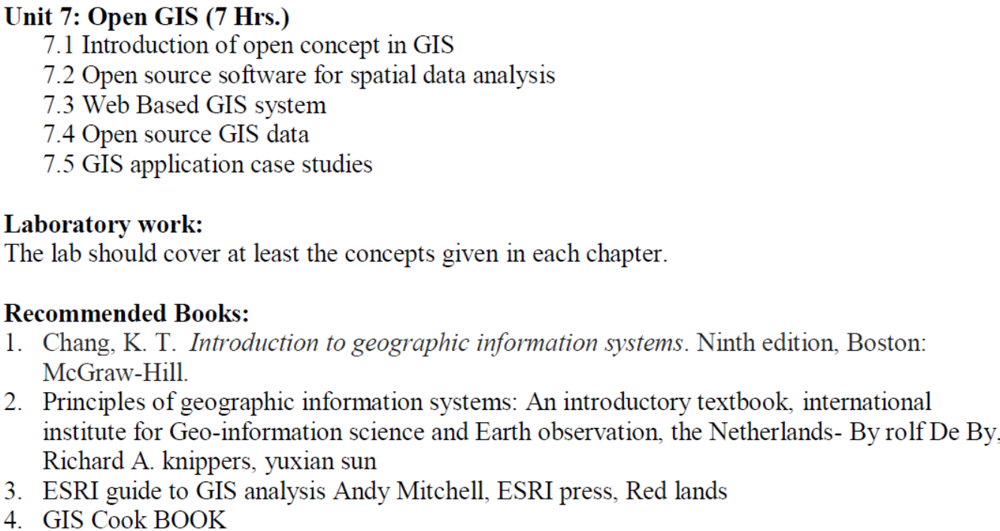 Unit 7: Open GIS (7 Hrs.)
7.1 Introduction of open concept in GIS
7.2 Open source software for spatial data analysis
7.3 Web Based GIS system
7.4 Open source GIS data
7.5 GIS application case studies
Laboratory work:
The lab should cover at least the concepts given in each chapter.
Recommended Books:
1. Chang, K. T. Introduction to geographic information systems. Ninth edition, Boston:
McGraw-Hill.
2. Principles of geographic information systems: An introductory textbook, international
institute for Geo-information science and Earth observation, the Netherlands- By rolf De By,
Richard A. knippers, yuxian sun
3. ESRI guide to GIS analysis Andy Mitchell, ESRI press, Red lands
4. GIS Cook BOOK